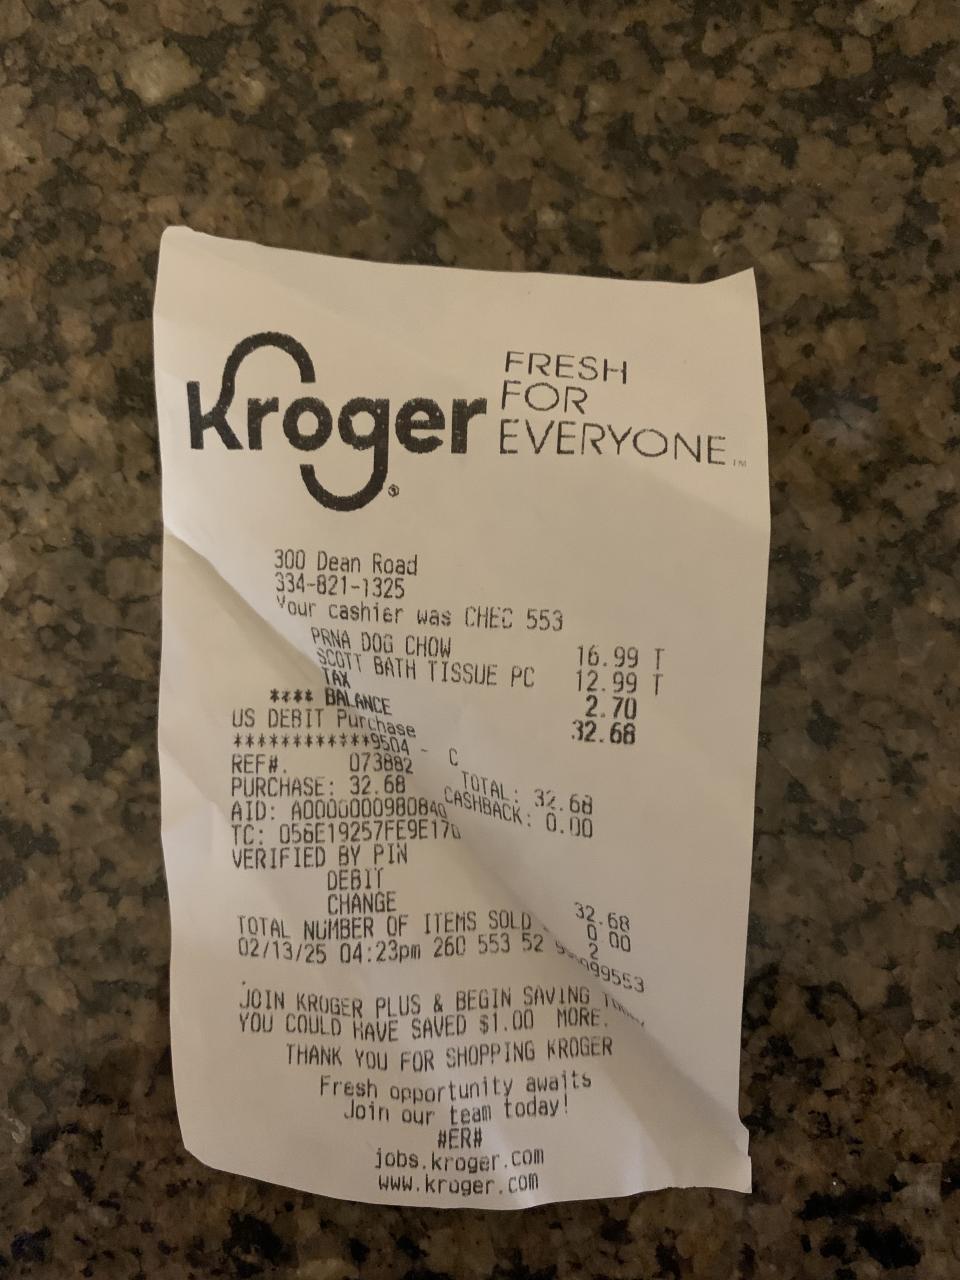 Kroger®
FRESH
FOR
EVERYONE™
300 Dean Road
334-821-1325
Your cashier was CHEC 553
PRNA DOG CHOW 16.99 T
SCOTT BATH TISSUE PC 12.99 T
TAX 2.70
**** BALANCE 32.68
US DEBIT Purchase
************9504 - C
REF#. 073882 TOTAL: 32.68
PURCHASE: 32.68 CASHBACK: 0.00
AID: A0000000980840
TC: 056E19257FE9E17
VERIFIED BY PIN
DEBIT 32.68
CHANGE 0.00
TOTAL NUMBER OF ITEMS SOLD 2
02/13/25 04:23pm 260 553 52
JOIN KROGER PLUS & BEGIN SAVING
YOU COULD HAVE SAVED $1.00 MORE.
THANK YOU FOR SHOPPING KROGER
Fresh opportunity awaits
Join our team today!
#ER#
jobs.kroger.com
www.kroger.com